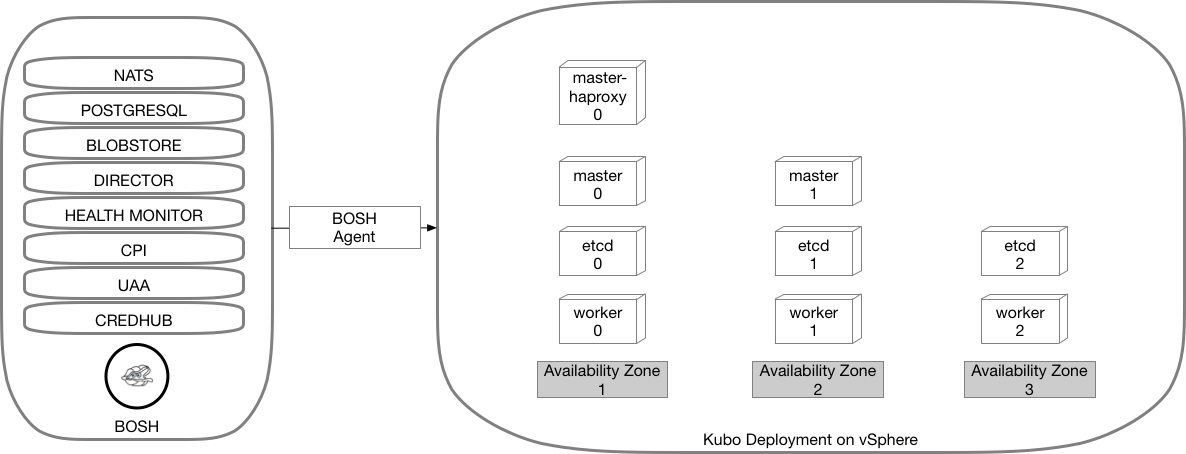 NATS
POSTGRESQL
BLOBSTORE
DIRECTOR
HEALTH MONITOR
CPI
UAA
CREDHUB
BOSH
BOSH
Agent
master-
haproxy
0
master
0
master
1
etcd
0
etcd
1
etcd
2
worker
0
worker
1
worker
2
Availability Zone
1
Availability Zone
2
Availability Zone
3
Kubo Deployment on vSphere